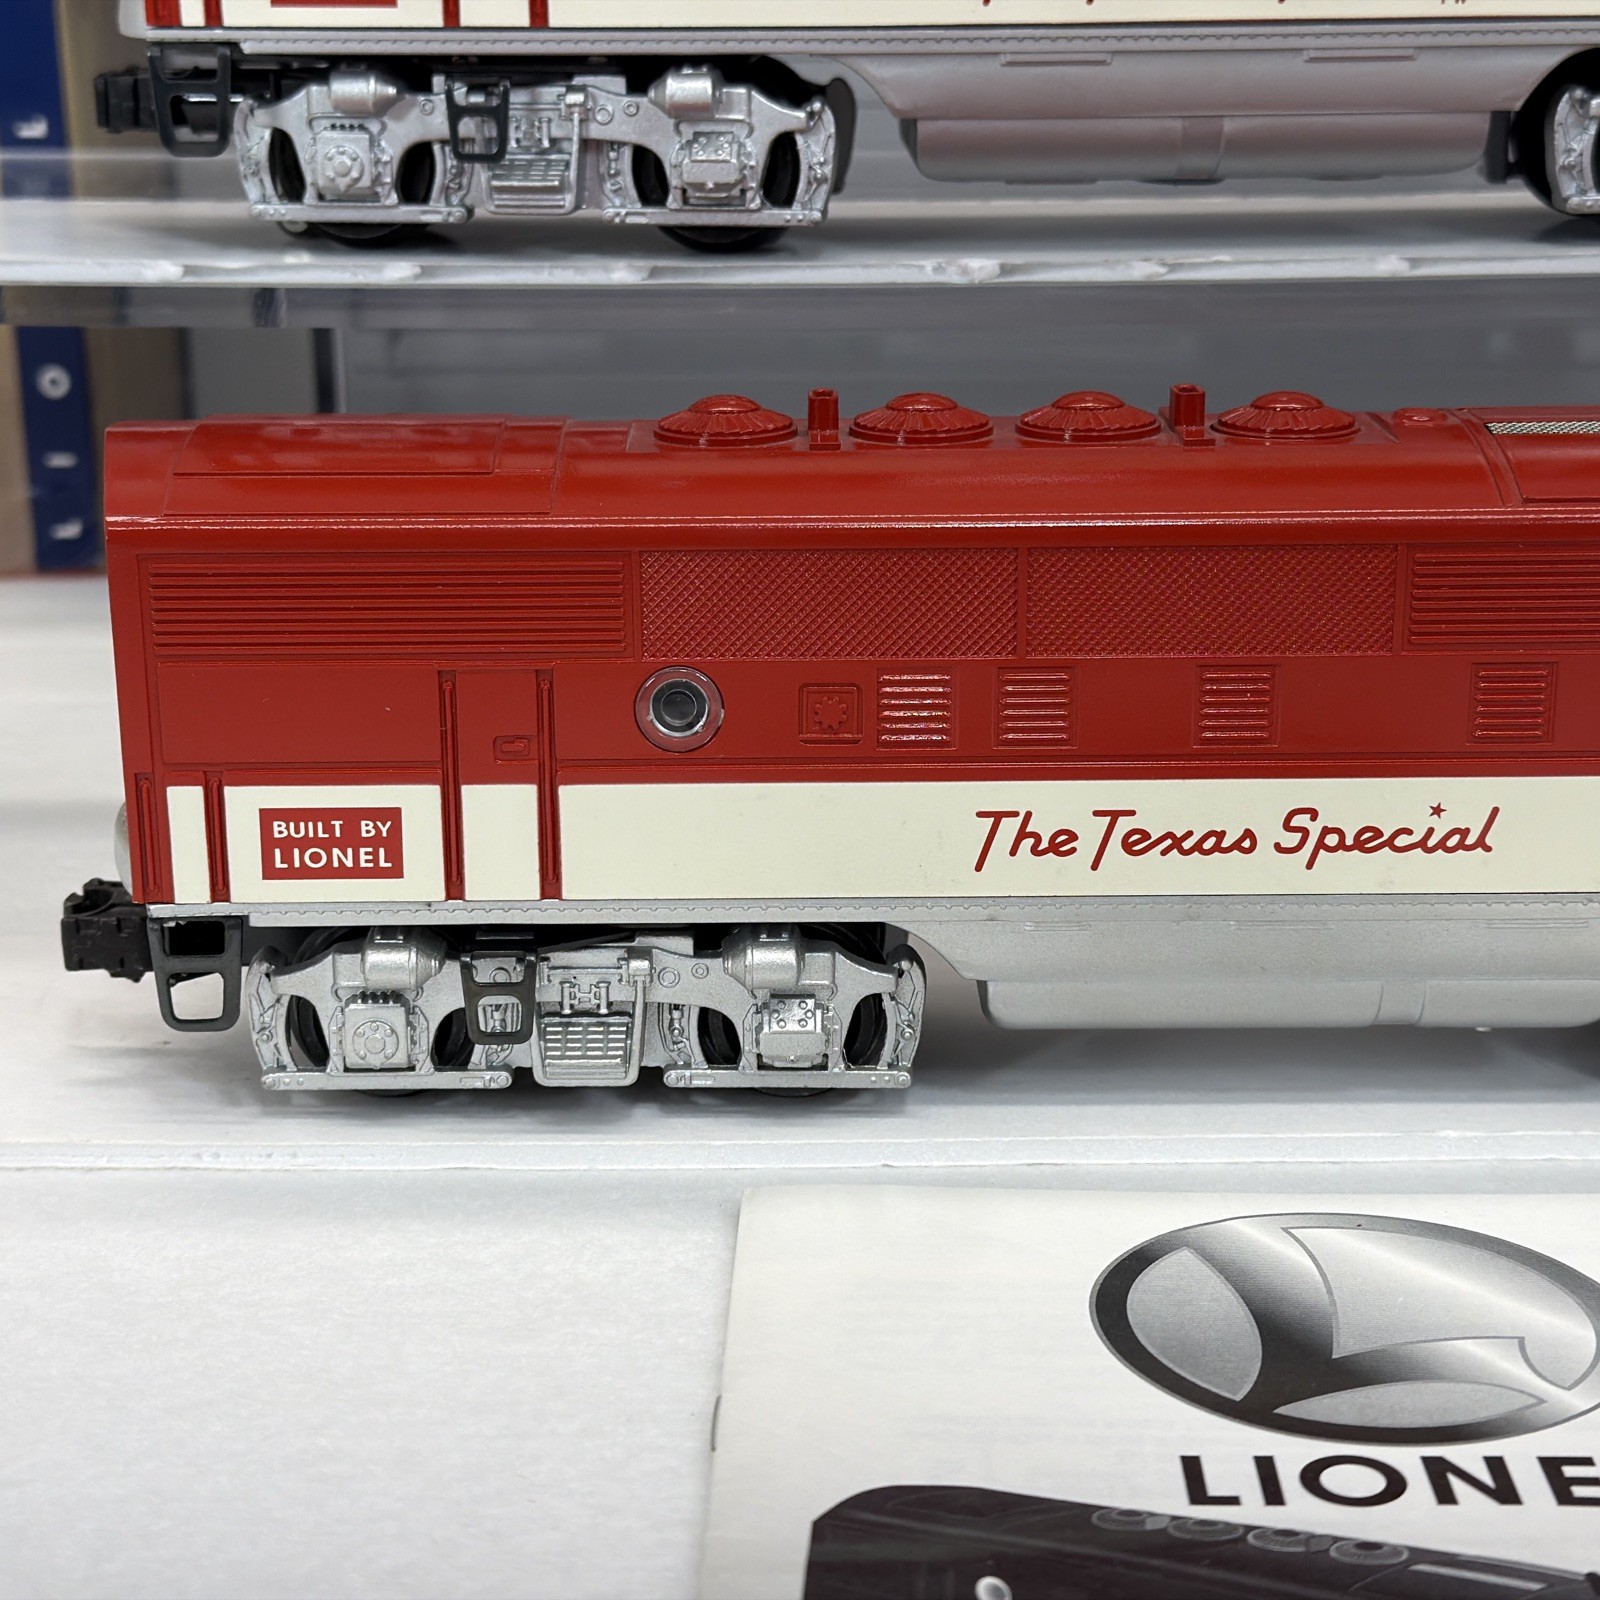 BUILT BY
LIONEL
The Texas Special
LIONE